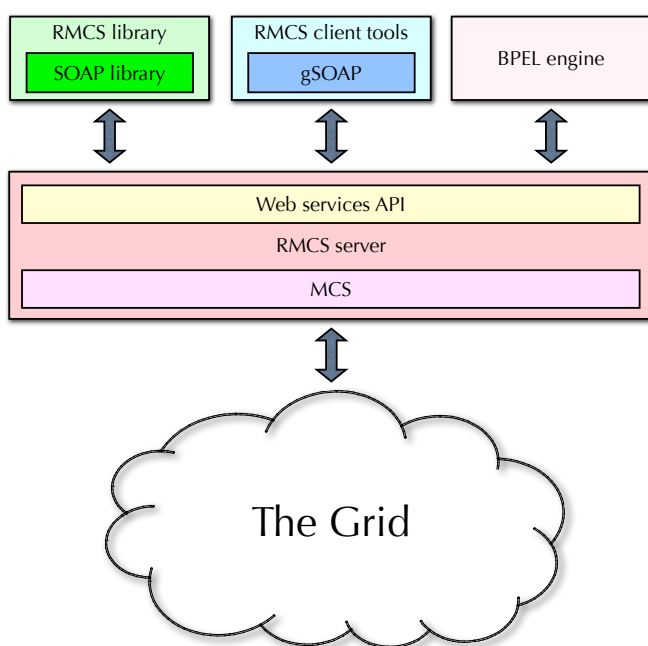 RMCS library
SOAP library
RMCS client tools
gSOAP
BPEL engine
Web services API
RMCS server
MCS
The Grid